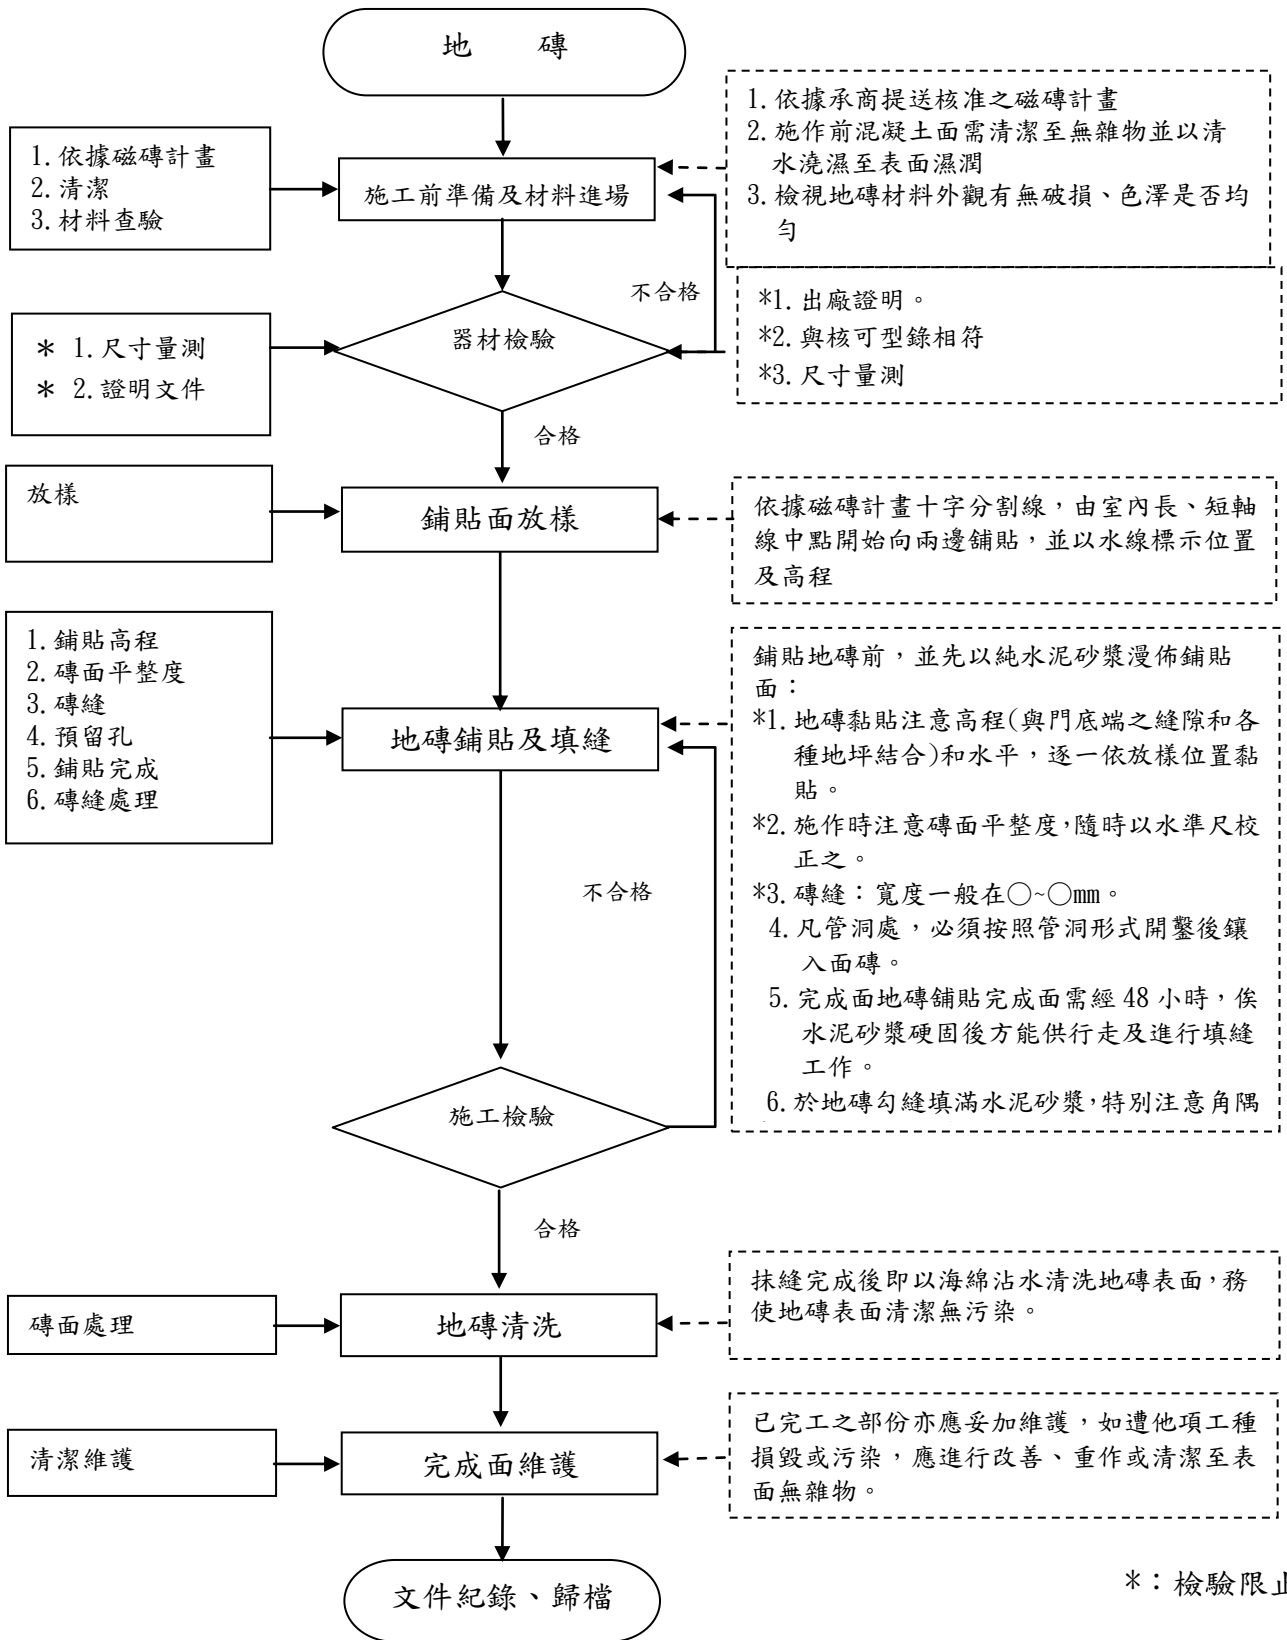 地 磚
1.依據承商提送核准之磁磚計畫
2.施作前混凝土面需清潔至無雜物並以清
水澆濕至表面濕潤
3.檢視地磚材料外觀有無破損、色澤是否均
勻
1.依據磁磚計畫
2.清潔
3.材料查驗
施工前準備及材料進場
不合格
*1.出廠證明。
*2.與核可型錄相符
*3.尺寸量測
＊ 1.尺寸量測
＊ 2.證明文件
器材檢驗
合格
放樣
鋪貼面放樣
依據磁磚計畫十字分割線，由室內長、短軸
線中點開始向兩邊舖貼，並以水線標示位置
及高程
1.鋪貼高程
2.磚面平整度
3.磚縫
4.預留孔
5.鋪貼完成
6.磚縫處理
地磚鋪貼及填縫
鋪貼地磚前，並先以純水泥砂漿漫佈鋪貼
面：
*1.地磚黏貼注意高程(與門底端之縫隙和各
種地坪結合)和水平，逐一依放樣位置黏
貼。
*2.施作時注意磚面平整度，隨時以水準尺校
正之。
*3.磚縫：寬度一般在○~○㎜。
4.凡管洞處，必須按照管洞形式開鑿後鑲
入面磚。
5.完成面地磚舖貼完成面需經 48 小時，俟
水泥砂漿硬固後方能供行走及進行填縫
工作。
6.於地磚勾縫填滿水泥砂漿，特別注意角隅
不合格
施工檢驗
合格
磚面處理
地磚清洗
抹縫完成後即以海綿沾水清洗地磚表面，務
使地磚表面清潔無污染。
清潔維護
完成面維護
已完工之部份亦應妥加維護，如遭他項工種
損毀或污染，應進行改善、重作或清潔至表
面無雜物。
文件紀錄、歸檔
*：檢驗限止